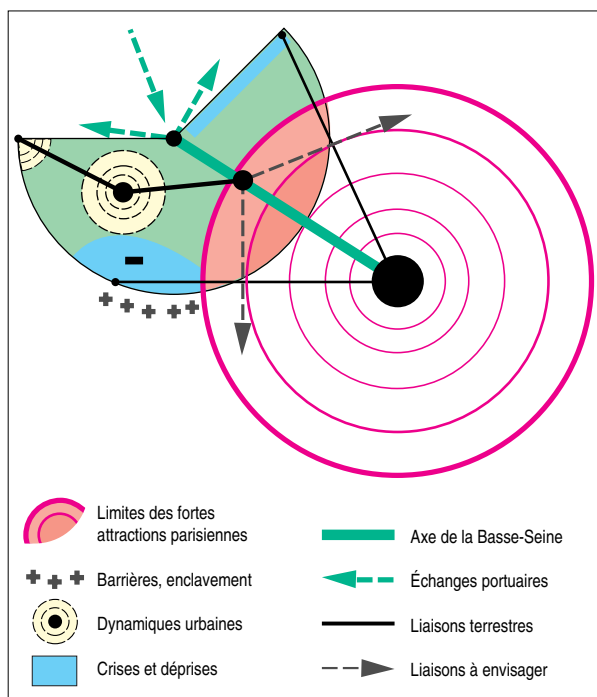 Limites des fortes
attractions parisiennes
Barrières, enclavement
Dynamiques urbaines
Crises et déprises
Axe de la Basse-Seine
Échanges portuaires
Liaisons terrestres
Liaisons à envisager